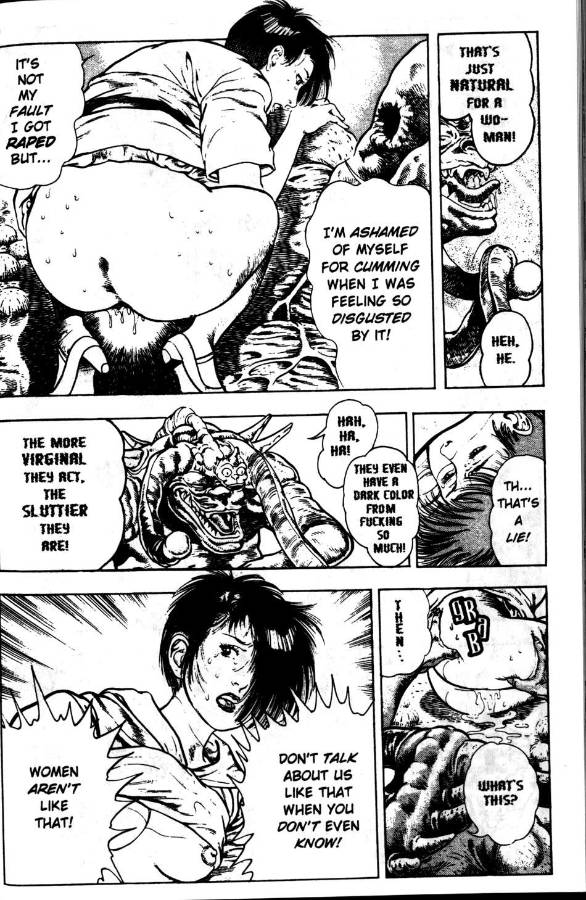 IT'S
NOT
MY
FAULT
I GOT
RAPED
BUT...
I'M ASHAMED
OF MYSELF
FOR CUMMING
WHEN I WAS
FEELING SO
DISGUSTED
BY IT!
THAT'S
JUST
NATURAL
FOR A
WO-
MAN!
HEH,
HE.
THE MORE
VIRGINAL
THEY ACT,
THE
SLUTTIER
THEY
ARE!
HAH,
HA,
HA!
THEY EVEN
HAVE A
DARK COLOR
FROM
FUCKING
SO
MUCH!
TH...
THAT'S
A
LIE!
WOMEN
AREN'T
LIKE
THAT!
DON'T TALK
ABOUT US
LIKE THAT
WHEN YOU
DON'T EVEN
KNOW!
THEN...
GRAB
WHAT'S
THIS?